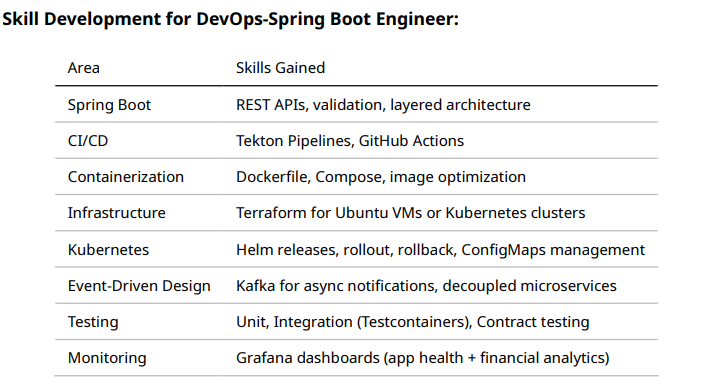 Skill Development for DevOps-Spring Boot Engineer:
Area Skills Gained
Spring Boot REST APIs, validation, layered architecture
CI/CD Tekton Pipelines, GitHub Actions
Containerization Dockerfile, Compose, image optimization
Infrastructure Terraform for Ubuntu VMs or Kubernetes clusters
Kubernetes Helm releases, rollout, rollback, ConfigMaps management
Event-Driven Design Kafka for async notifications, decoupled microservices
Testing Unit, Integration (Testcontainers), Contract testing
Monitoring Grafana dashboards (app health + financial analytics)